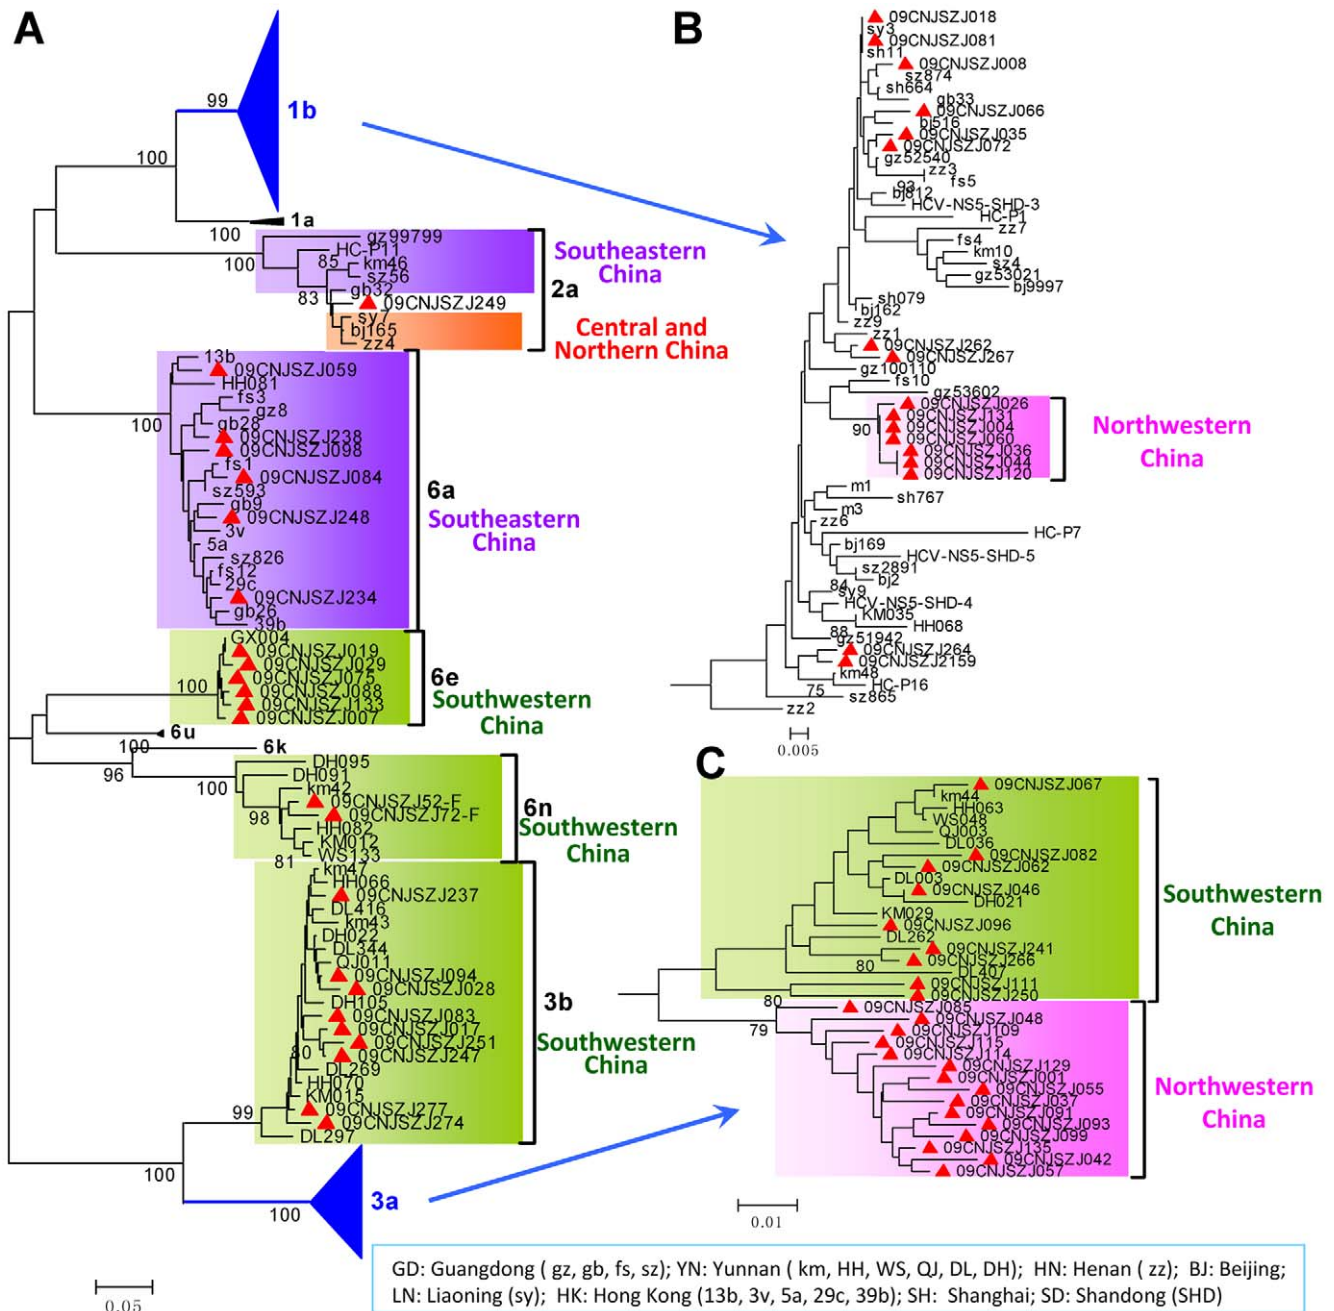 A
99
1b
100
1a
100
gz99799
HC-P11
100
85
km46
sz56
83
gb32
09CNJSZJ249
sy7
bj165
zz4
Southeastern
China
2a
Central and
Northern China
13b
09CNJSZJ059
HH081
fs3
gz8
100
gb28
09CNJSZJ238
09CNJSZJ098
fs1
09CNJSZJ084
sz593
gb9
09CNJSZJ248
3v
5a
sz826
fs12
29c
09CNJSZJ234
gb26
39b
6a
Southeastern
China
GX004
09CNJSZJ019
09CNJSZJ029
09CNJSZJ075
100
09CNJSZJ088
09CNJSZJ133
09CNJSZJ007
6e
Southwestern
China
6u
100
6k
96
DH095
DH091
100
km42
09CNJSZJ52-F
09CNJSZJ72-F
98
HH082
KM012
81
WS133
6n
Southwestern
China
km47
HH066
09CNJSZJ237
DL416
km43
DH022
DL344
QJ011
09CNJSZJ094
09CNJSZJ028
DH105
09CNJSZJ083
09CNJSZJ017
09CNJSZJ251
80
09CNJSZJ247
DL269
HH070
KM015
09CNJSZJ277
99
09CNJSZJ274
DL297
3b
Southwestern
China
100
3a
100
0.05
B
09CNJSZJ018
sy3
09CNJSZJ081
sh11
09CNJSZJ008
sz874
sh664
gb33
09CNJSZJ066
bj516
09CNJSZJ035
09CNJSZJ072
gz52540
zz3
fs5
93
bj812
HCV-NS5-SHD-3
HC-P1
zz7
fs4
km10
sz4
gz53021
bj9997
sh079
bj162
zz9
zz1
09CNJSZJ262
09CNJSZJ267
gz100110
fs10
gz53602
09CNJSZJ026
09CNJSZJ131
09CNJSZJ004
90
09CNJSZJ060
09CNJSZJ036
09CNJSZJ044
09CNJSZJ120
Northwestern
China
m1
sh767
m3
zz6
HC-P7
bj169
HCV-NS5-SHD-5
sz2891
bj2
84
sy9
HCV-NS5-SHD-4
KM035
HH068
88
gz51942
09CNJSZJ264
09CNJSZJ2159
km48
HC-P16
75
sz865
zz2
0.005
C
09CNJSZJ067
km44
HH063
WS048
QJ003
DL036
09CNJSZJ082
09CNJSZJ062
DL003
09CNJSZJ046
DH021
KM029
09CNJSZJ096
DL262
09CNJSZJ241
80
09CNJSZJ266
DL407
09CNJSZJ111
80
09CNJSZJ250
Southwestern
China
09CNJSZJ085
79
09CNJSZJ048
09CNJSZJ109
09CNJSZJ115
09CNJSZJ114
09CNJSZJ129
09CNJSZJ001
09CNJSZJ055
09CNJSZJ037
09CNJSZJ091
09CNJSZJ093
09CNJSZJ099
09CNJSZJ135
09CNJSZJ042
09CNJSZJ057
Northwestern
China
0.01
GD: Guangdong ( gz, gb, fs, sz); YN: Yunnan ( km, HH, WS, QJ, DL, DH); HN: Henan ( zz); BJ: Beijing;
LN: Liaoning (sy); HK: Hong Kong (13b, 3v, 5a, 29c, 39b); SH: Shanghai; SD: Shandong (SHD)